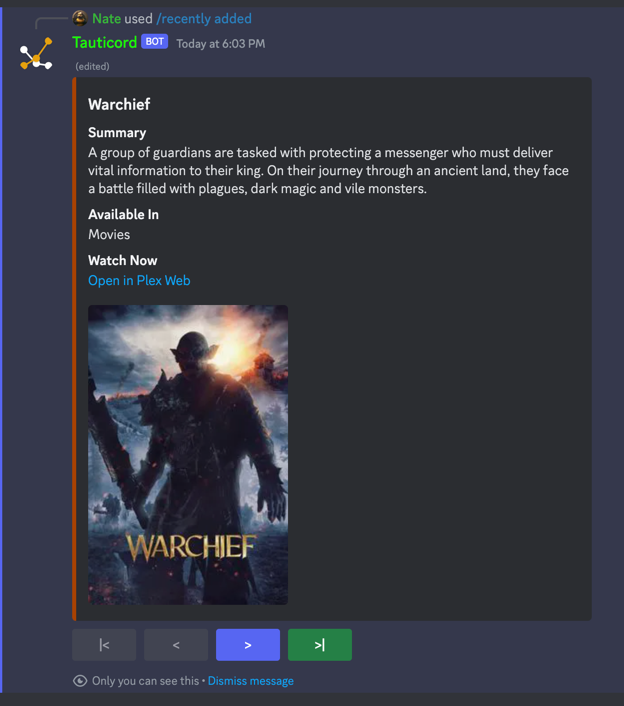 Nate used /recently added
Tauticord BOT Today at 6:03 PM
(edited)
Warchief
Summary
A group of guardians are tasked with protecting a messenger who must deliver
vital information to their king. On their journey through an ancient land, they face
a battle filled with plagues, dark magic and vile monsters.
Available In
Movies
Watch Now
Open in Plex Web
WARCHIEF
|< < > >|
Only you can see this • Dismiss message